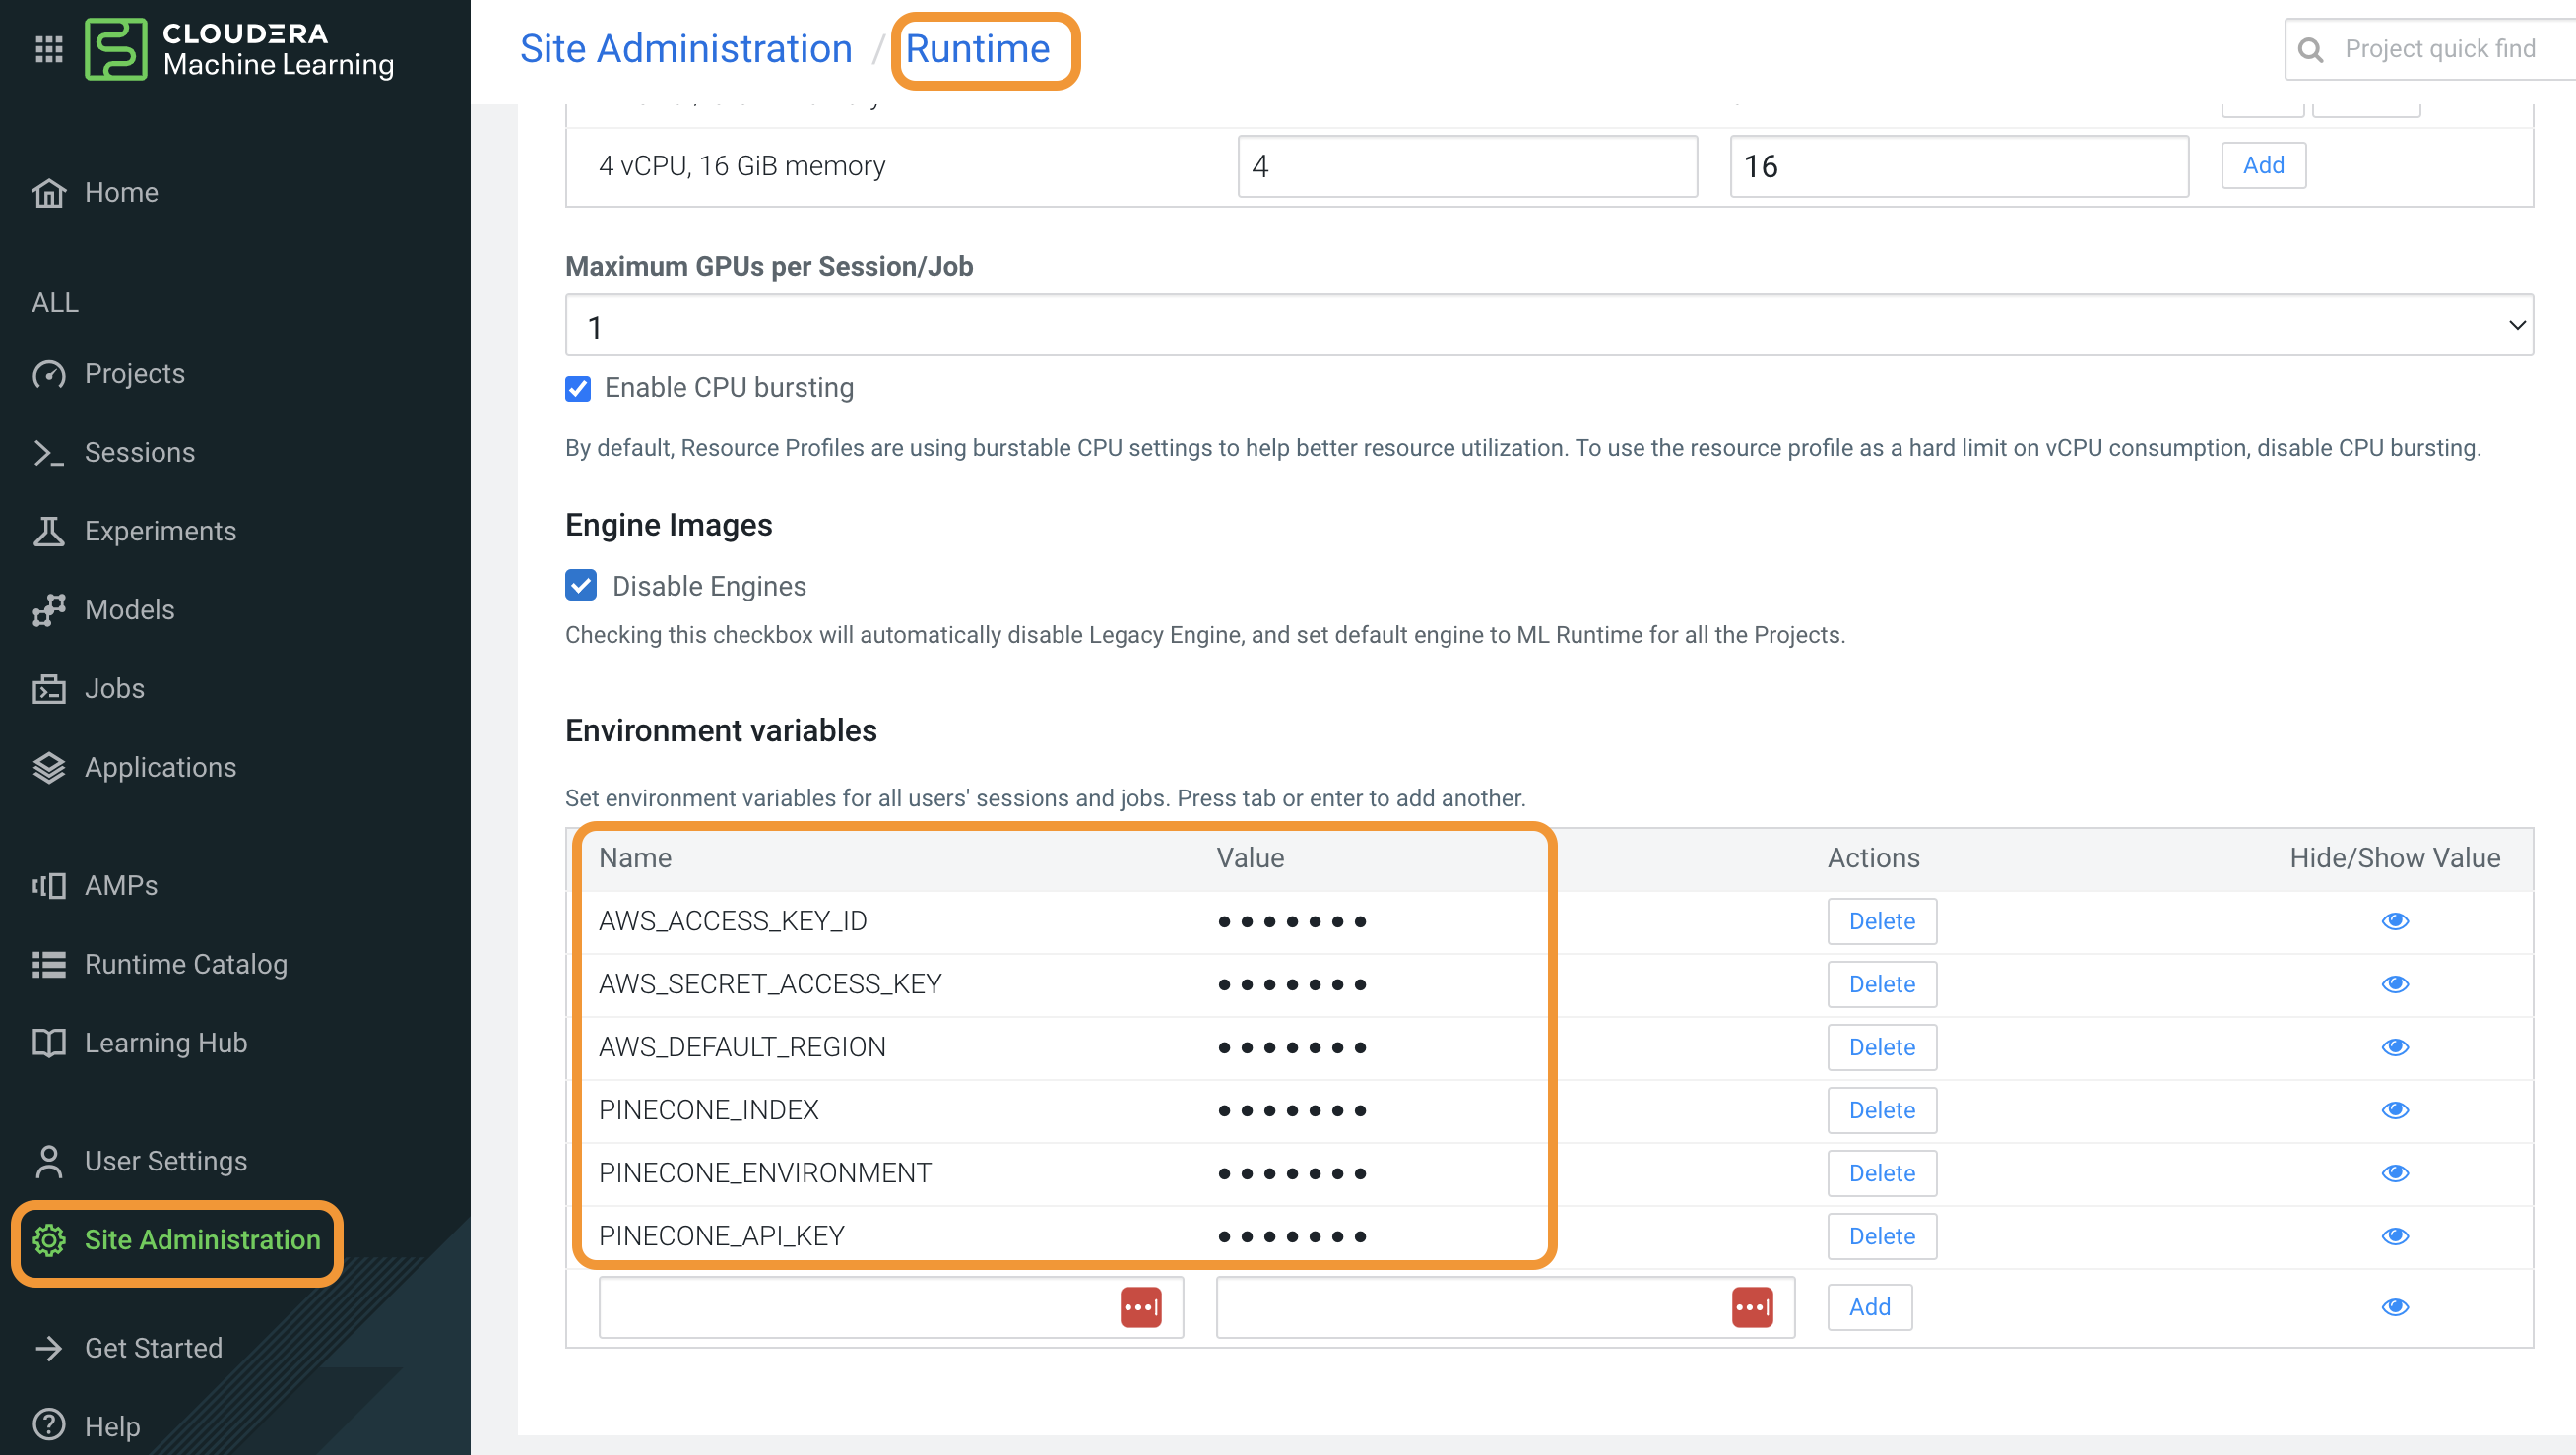 CLOUDERA
Machine Learning
Home
ALL
Projects
Sessions
Experiments
Models
Jobs
Applications
AMPs
Runtime Catalog
Learning Hub
User Settings
Site Administration
Get Started
Help
Site Administration / Runtime
Project quick find
4 vCPU, 16 GiB memory 4 16 Add
Maximum GPUs per Session/Job
1
Enable CPU bursting
By default, Resource Profiles are using burstable CPU settings to help better resource utilization. To use the resource profile as a hard limit on vCPU consumption, disable CPU bursting.
Engine Images
Disable Engines
Checking this checkbox will automatically disable Legacy Engine, and set default engine to ML Runtime for all the Projects.
Environment variables
Set environment variables for all users' sessions and jobs. Press tab or enter to add another.
Name Value Actions Hide/Show Value
AWS_ACCESS_KEY_ID ••••••• Delete
AWS_SECRET_ACCESS_KEY ••••••• Delete
AWS_DEFAULT_REGION ••••••• Delete
PINECONE_INDEX ••••••• Delete
PINECONE_ENVIRONMENT ••••••• Delete
PINECONE_API_KEY ••••••• Delete
Add